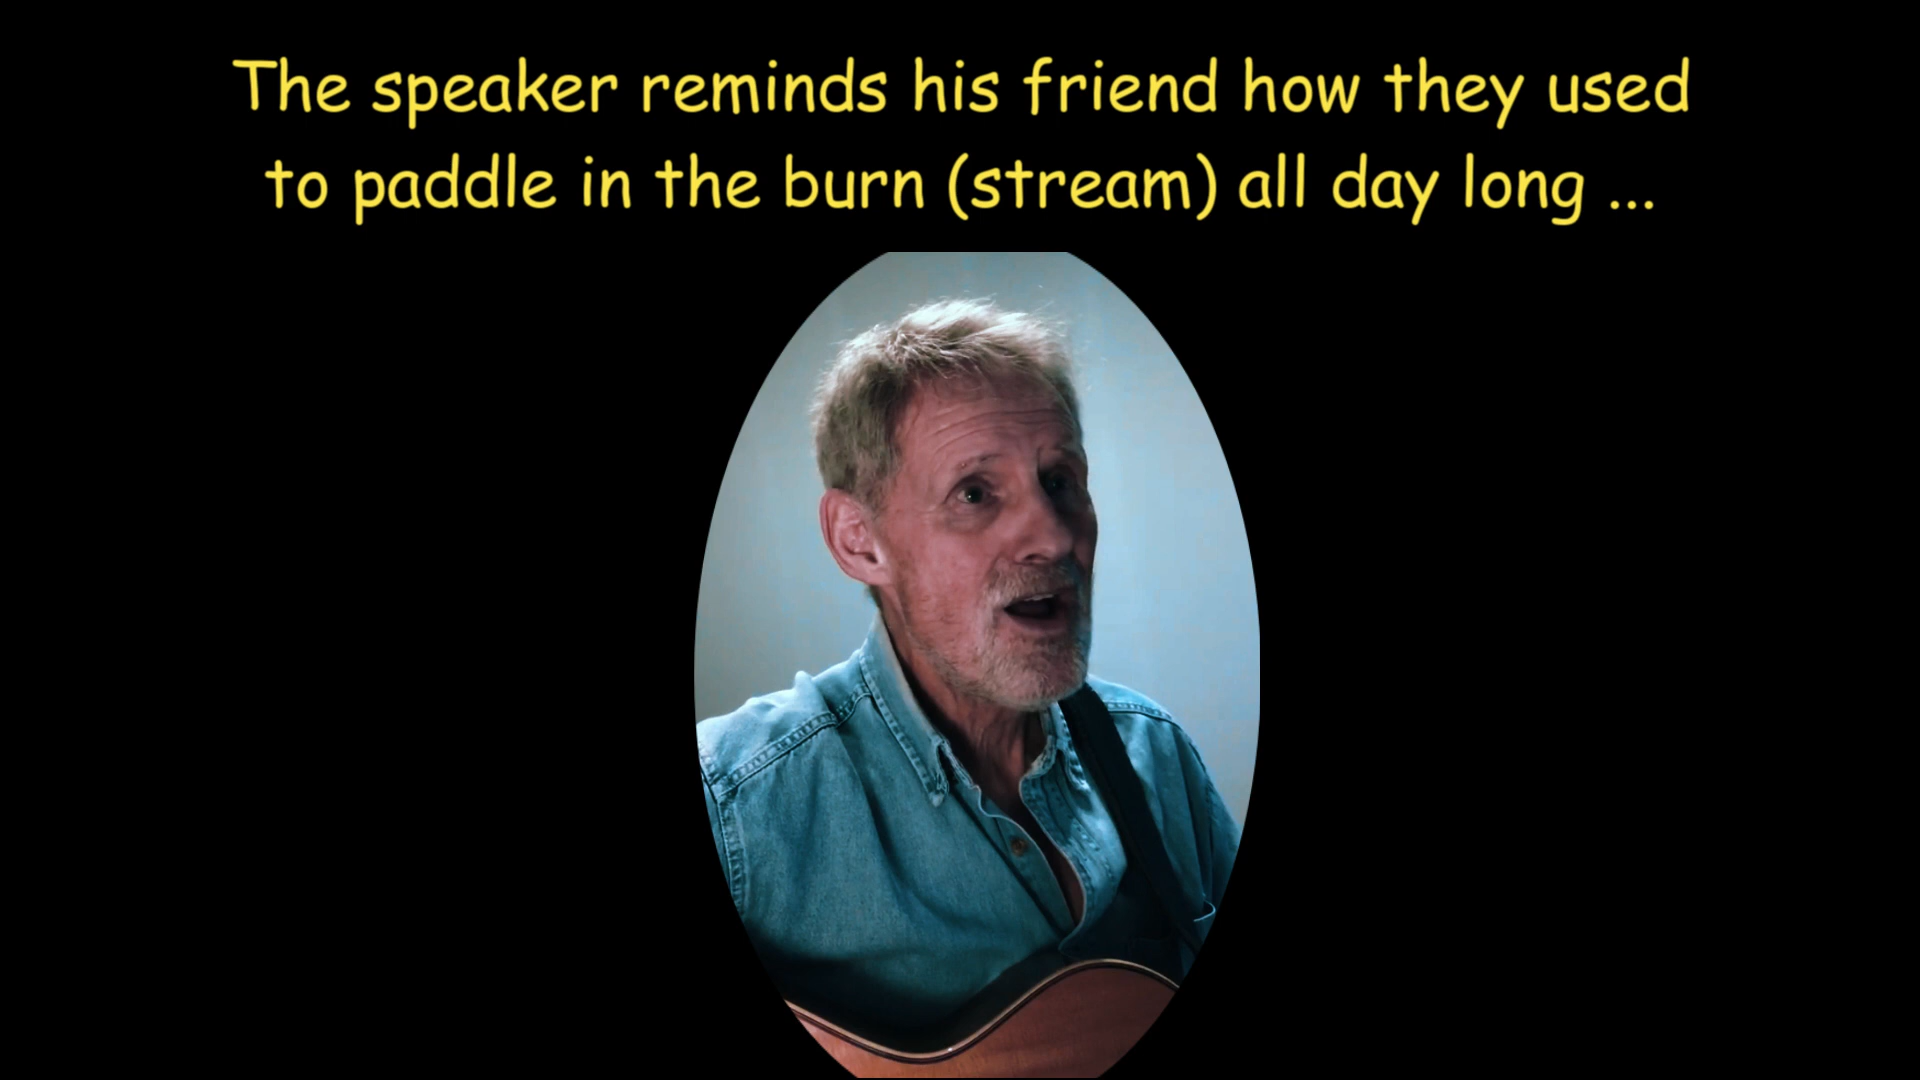 The speaker reminds his friend how they used
to paddle in the burn (stream) all day long ...